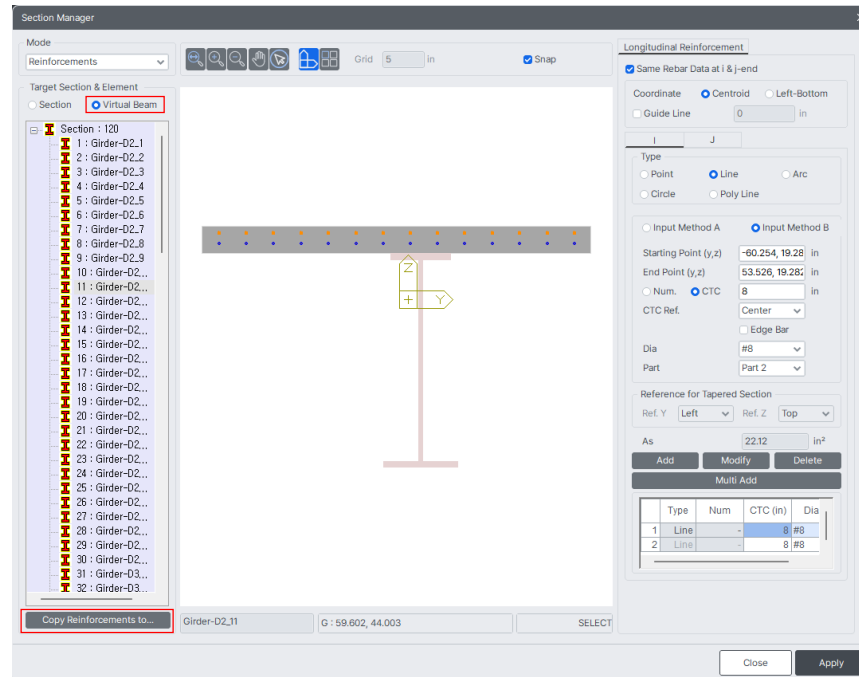 Section Manager
Mode
Reinforcements
Grid 5 in
Snap
Target Section & Element
Section Virtual Beam
Section : 120
1 : Girder-D2_1
2 : Girder-D2_2
3 : Girder-D2_3
4 : Girder-D2_4
5 : Girder-D2_5
6 : Girder-D2_6
7 : Girder-D2_7
8 : Girder-D2_8
9 : Girder-D2_9
10 : Girder-D2...
11 : Girder-D2...
12 : Girder-D2...
13 : Girder-D2...
14 : Girder-D2...
15 : Girder-D2...
16 : Girder-D2...
17 : Girder-D2...
18 : Girder-D2...
19 : Girder-D2...
20 : Girder-D2...
21 : Girder-D2...
22 : Girder-D2...
23 : Girder-D2...
24 : Girder-D2...
25 : Girder-D2...
26 : Girder-D2...
27 : Girder-D2...
28 : Girder-D2...
29 : Girder-D2...
30 : Girder-D2...
31 : Girder-D3...
32 : Girder-D3...
Copy Reinforcements to...
Z
Y
Girder-D2_11
G : 59.602, 44.003
SELECT
Longitudinal Reinforcement
Same Rebar Data at i & j-end
Coordinate Centroid Left-Bottom
Guide Line 0 in
I J
Type
Point Line Arc
Circle Poly Line
Input Method A Input Method B
Starting Point (y,z) -60.254, 19.28 in
End Point (y,z) 53.526, 19.282 in
Num. CTC 8 in
CTC Ref. Center
Edge Bar
Dia #8
Part Part 2
Reference for Tapered Section
Ref. Y Left Ref. Z Top
As 22.12 in²
Add Modify Delete
Multi Add
Type Num CTC (in) Dia
1 Line - 8 #8
2 Line - 8 #8
Close Apply